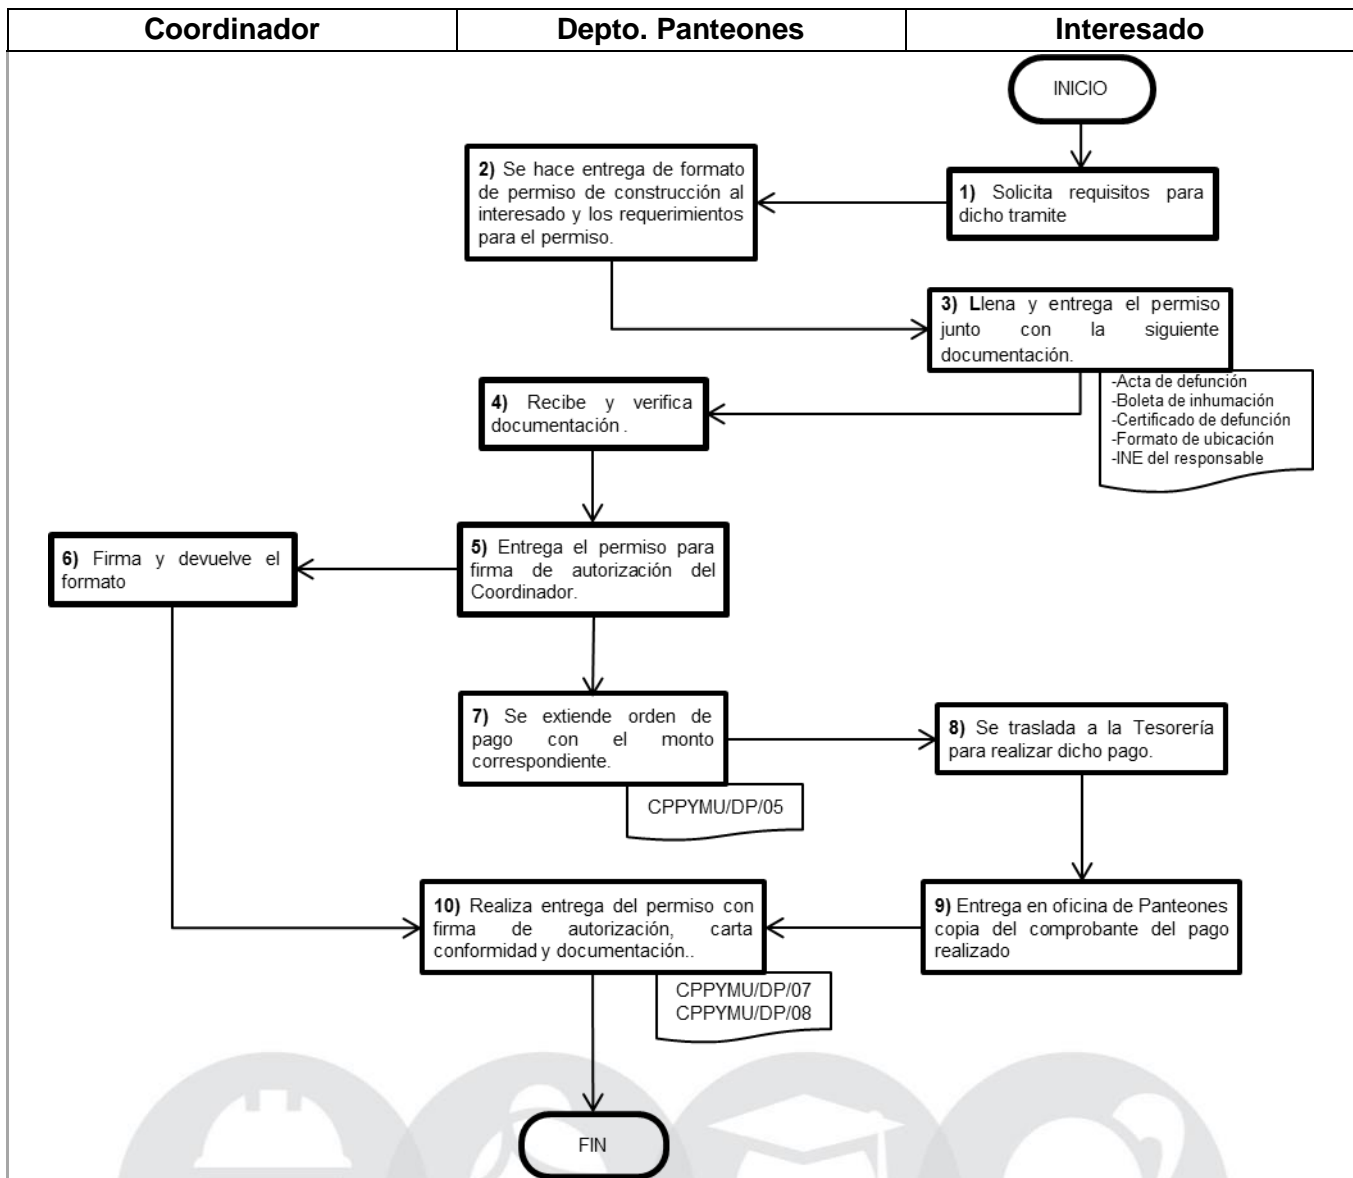 Coordinador
Depto. Panteones
Interesado
INICIO
1) Solicita requisitos para
dicho tramite
2) Se hace entrega de formato
de permiso de construcción al
interesado y los requerimientos
para el permiso.
3) Llena y entrega el permiso
junto con la siguiente
documentación.
-Acta de defunción
-Boleta de inhumación
-Certificado de defunción
-Formato de ubicación
-INE del responsable
4) Recibe y verifica
documentación .
5) Entrega el permiso para
firma de autorización del
Coordinador.
6) Firma y devuelve el
formato
7) Se extiende orden de
pago con el monto
correspondiente.
CPPYMU/DP/05
8) Se traslada a la Tesorería
para realizar dicho pago.
9) Entrega en oficina de Panteones
copia del comprobante del pago
realizado
10) Realiza entrega del permiso con
firma de autorización, carta
conformidad y documentación..
CPPYMU/DP/07
CPPYMU/DP/08
FIN